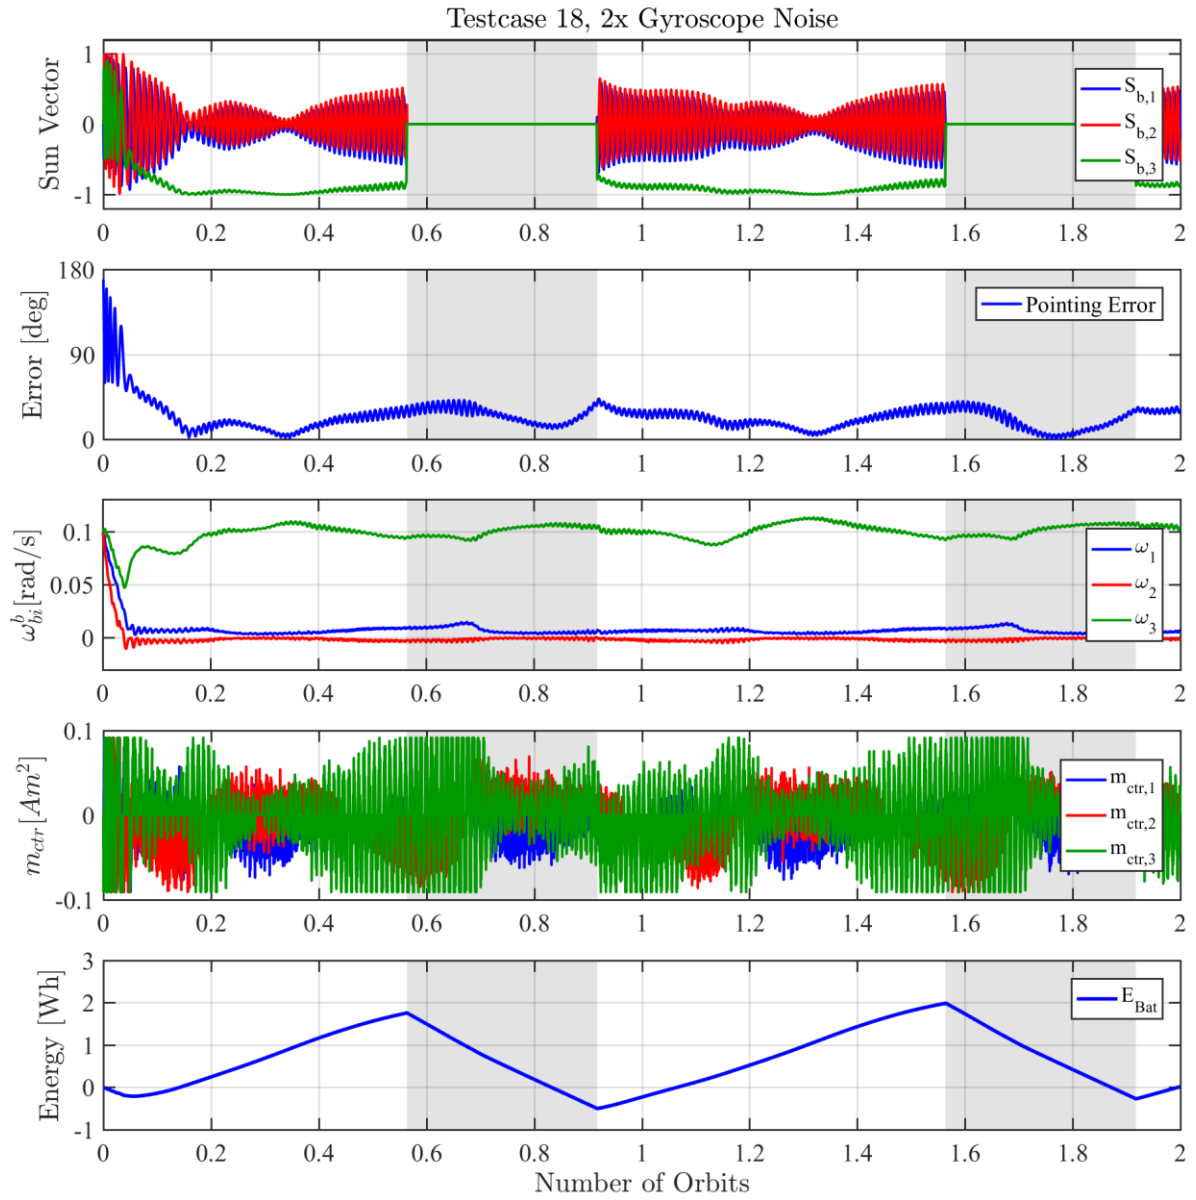 Testcase 18, 2x Gyroscope Noise
Sun Vector
1
0
-1
S_b,1
S_b,2
S_b,3
0 0.2 0.4 0.6 0.8 1 1.2 1.4 1.6 1.8 2
Error [deg]
180
90
0
Pointing Error
0 0.2 0.4 0.6 0.8 1 1.2 1.4 1.6 1.8 2
ω^b_bi [rad/s]
0.1
0.05
0
ω_1
ω_2
ω_3
0 0.2 0.4 0.6 0.8 1 1.2 1.4 1.6 1.8 2
m_ctr [Am^2]
0.1
0
-0.1
m_ctr,1
m_ctr,2
m_ctr,3
0 0.2 0.4 0.6 0.8 1 1.2 1.4 1.6 1.8 2
Energy [Wh]
3
2
1
0
-1
E_Bat
0 0.2 0.4 0.6 0.8 1 1.2 1.4 1.6 1.8 2
Number of Orbits